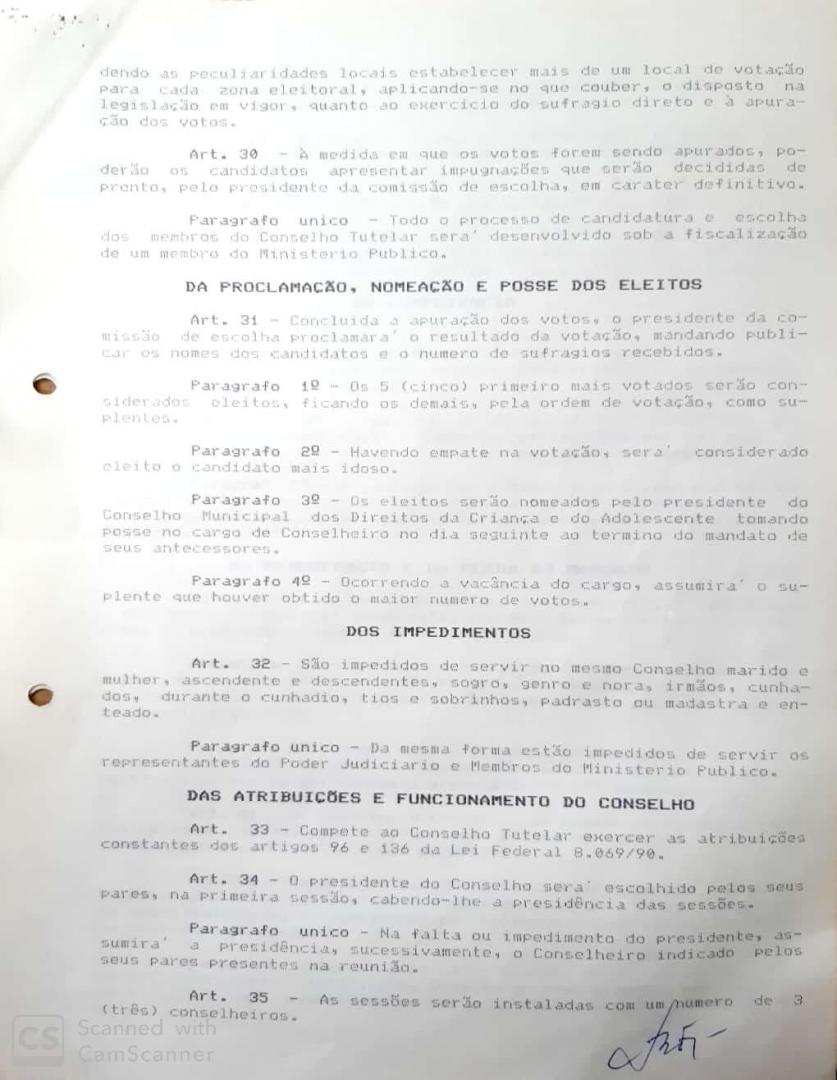 dendo as peculiaridades locais estabelecer mais de um local de votação
para cada zona eleitoral, aplicando-se no que couber, o disposto na
legislação em vigor, quanto ao exercicio do sufragio direto e à apura-
ção dos votos.
Art. 30 - À medida em que os votos forem sendo apurados, po-
derão os candidatos apresentar impugnações que serão decididas de
pronto, pelo presidente da comissão de escolha, em carater definitivo.
Paragrafo unico - Todo o processo de candidatura e escolha
dos membros do Conselho Tutelar sera' desenvolvido sob a fiscalização
de um membro do Ministerio Publico.
DA PROCLAMAÇÃO, NOMEAÇÃO E POSSE DOS ELEITOS
Art. 31 - Concluida a apuração dos votos, o presidente da co-
missão de escolha proclamara' o resultado da votação, mandando publi-
car os nomes dos candidatos e o numero de sufragios recebidos.
Paragrafo 1º - Os 5 (cinco) primeiro mais votados serão con-
siderados eleitos, ficando os demais, pela ordem de votação, como su-
plentes.
Paragrafo 2º - Havendo empate na votação, sera' considerado
eleito o candidato mais idoso.
Paragrafo 3º - Os eleitos serão nomeados pelo presidente do
Conselho Municipal dos Direitos da Criança e do Adolescente tomando
posse no cargo de Conselheiro no dia seguinte ao termino do mandato de
seus antecessores.
Paragrafo 4º - Ocorrendo a vacância do cargo, assumira' o su-
plente que houver obtido o maior numero de votos.
DOS IMPEDIMENTOS
Art. 32 - São impedidos de servir no mesmo Conselho marido e
mulher, ascendente e descendentes, sogro, genro e nora, irmãos, cunha-
dos, durante o cunhadio, tios e sobrinhos, padrasto ou madastra e en-
teado.
Paragrafo unico - Da mesma forma estão impedidos de servir os
representantes do Poder Judiciario e Membros do Ministerio Publico.
DAS ATRIBUIÇÕES E FUNCIONAMENTO DO CONSELHO
Art. 33 - Compete ao Conselho Tutelar exercer as atribuições
constantes dos artigos 96 e 136 da Lei Federal 8.069/90.
Art. 34 - O presidente do Conselho sera' escolhido pelos seus
pares, na primeira sessão, cabendo-lhe a presidência das sessões.
Paragrafo unico - Na falta ou impedimento do presidente, as-
sumira' a presidência, sucessivamente, o Conselheiro indicado pelos
seus pares presentes na reunião.
Art. 35 - As sessões serão instaladas com um numero de 3
(três) conselheiros.
CS Scanned with
CamScanner